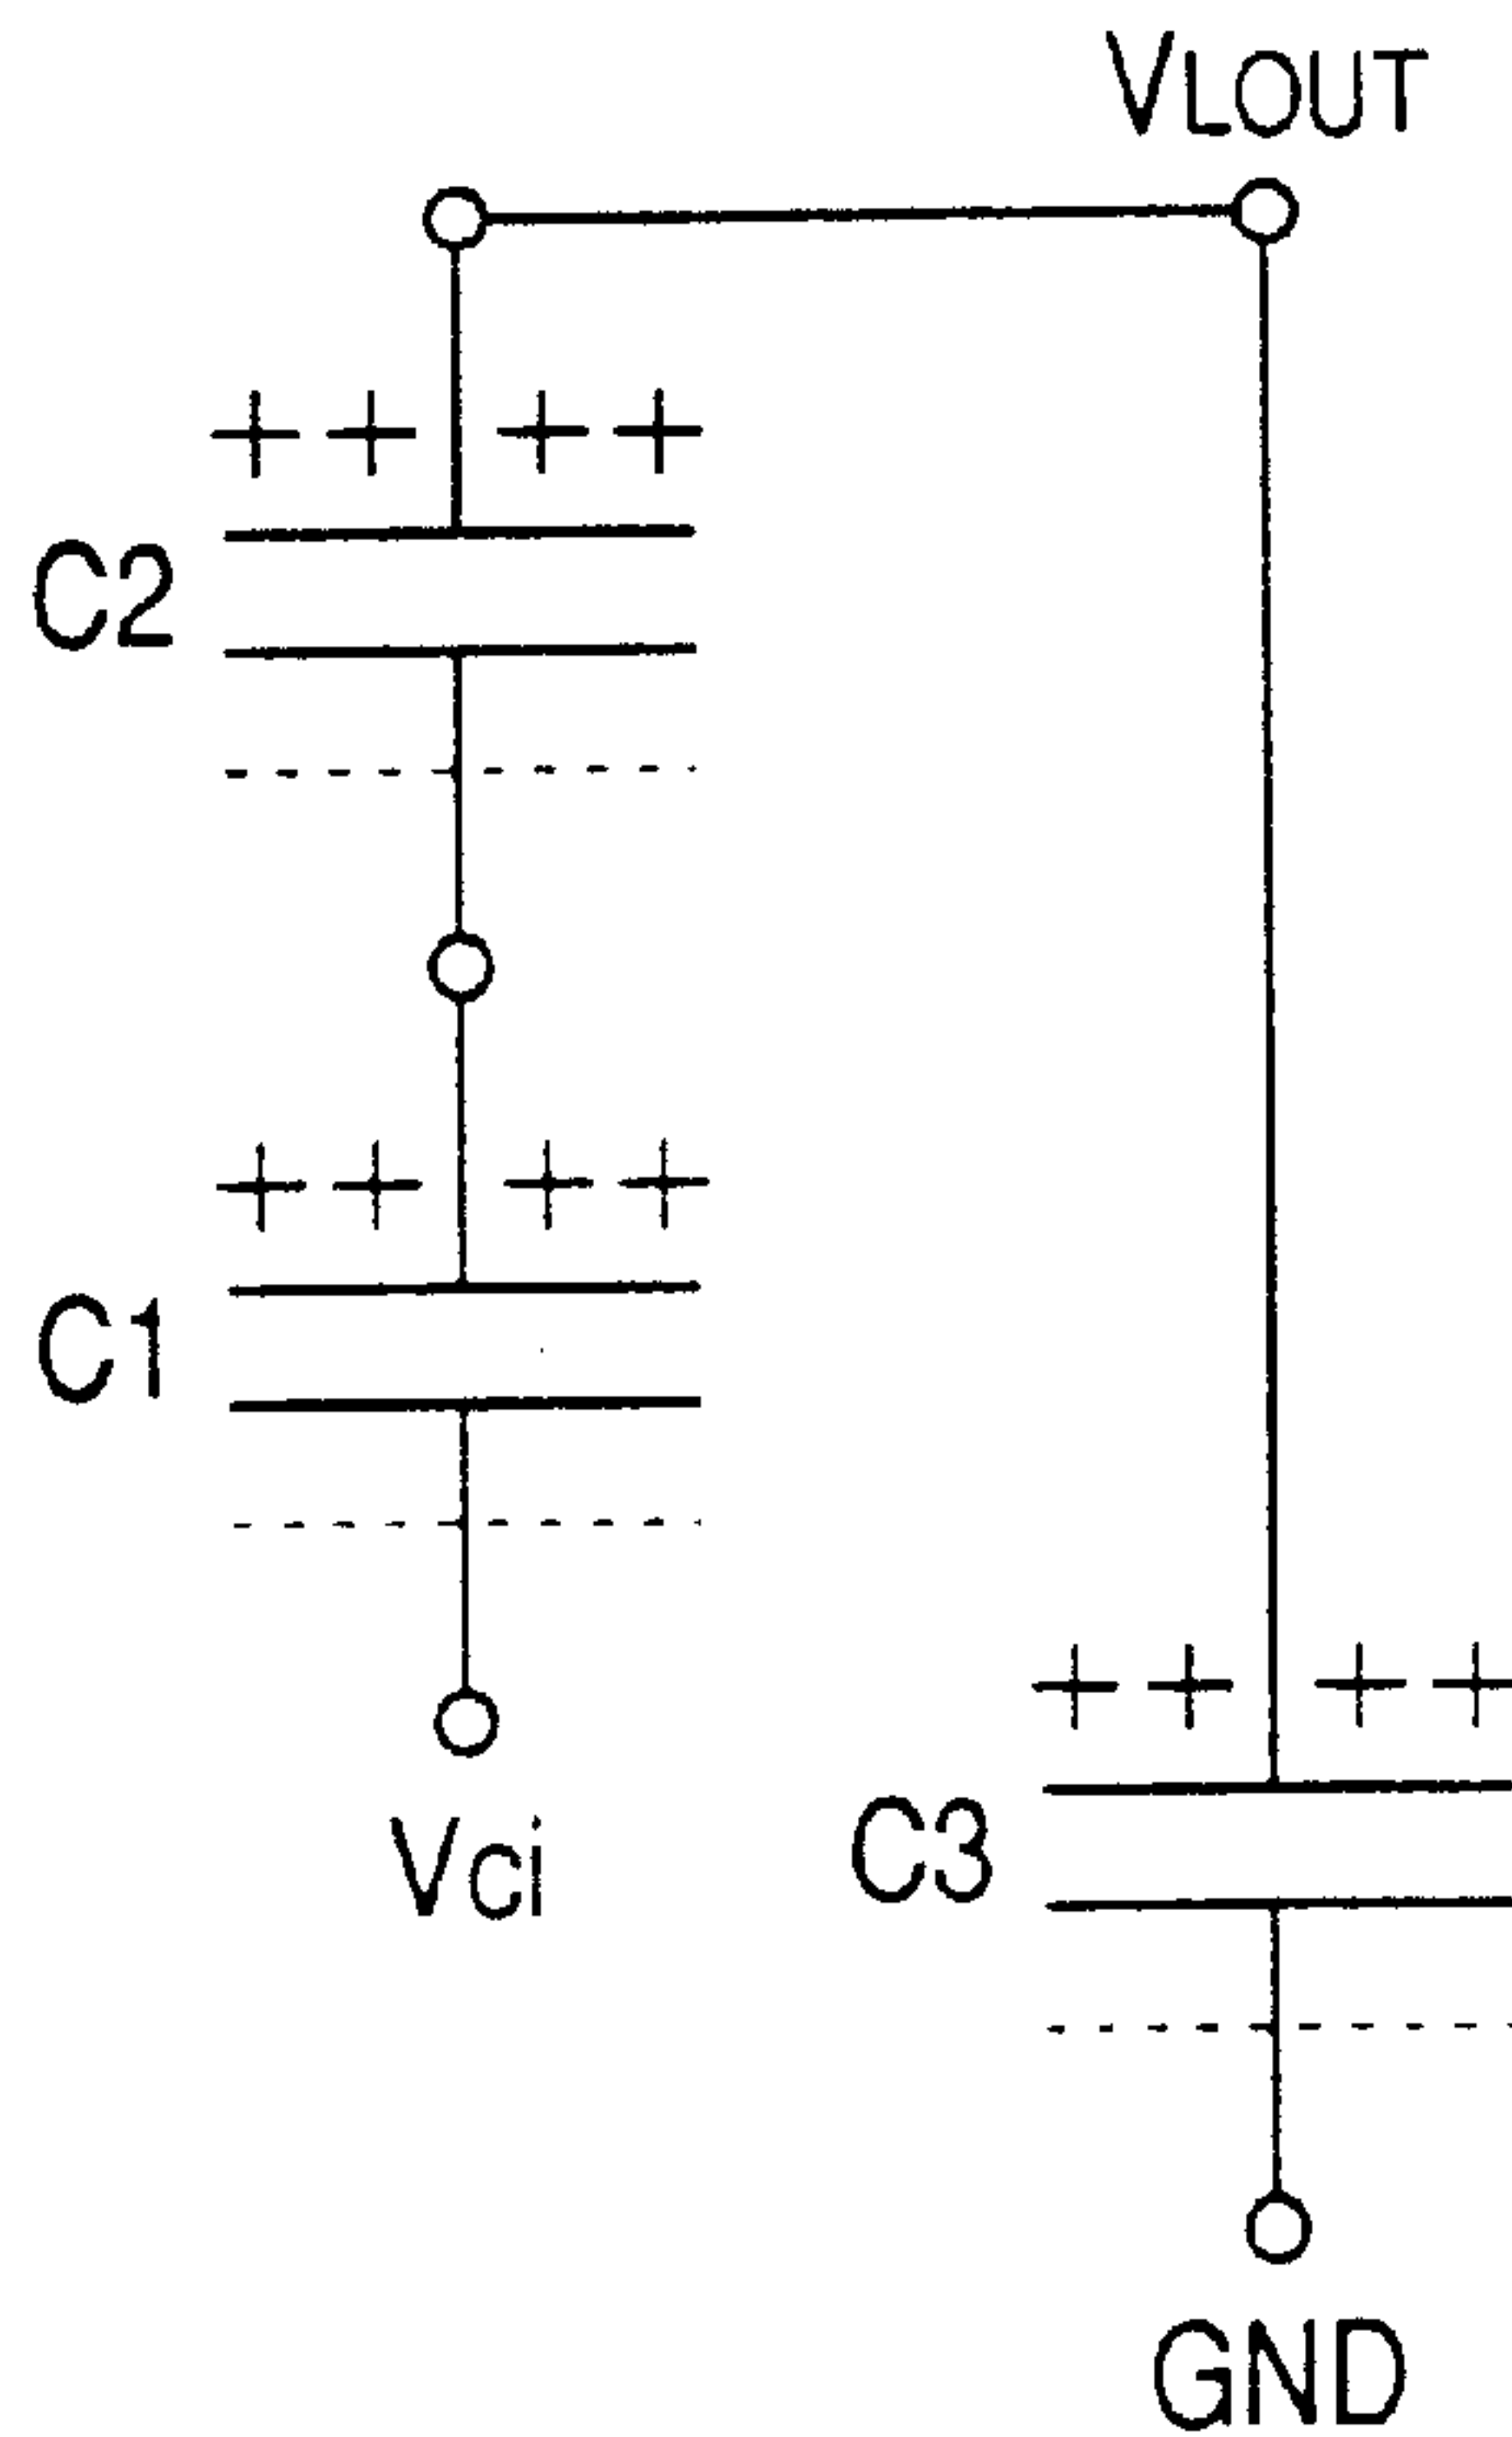 VLOUT
+ + + +
C2
+ + + +
C1
+ + + +
C3
Vci
GND